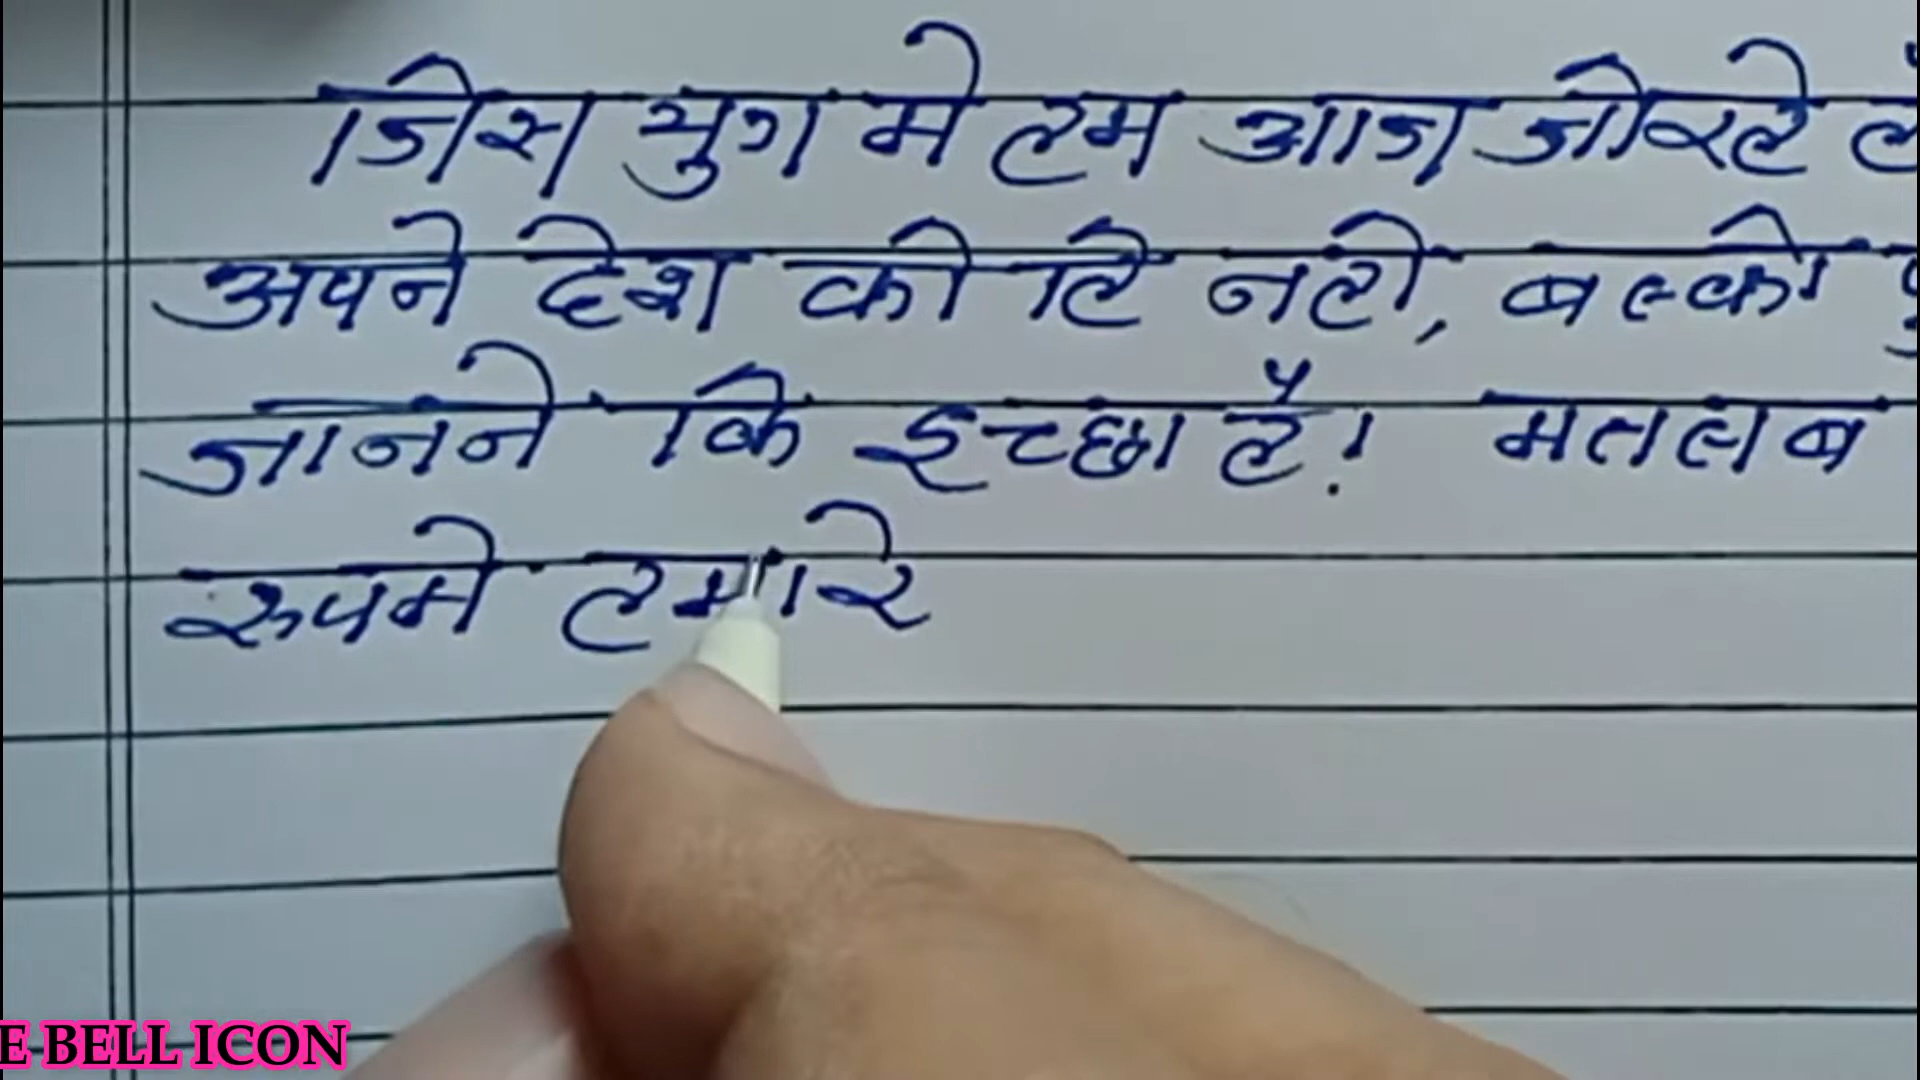 जिस युग मे हम आज जी रहे
अपने देश की हि नही, बल्की
जानने कि इच्छा है! मतलब
रुपमे हमारे
E BELL ICON